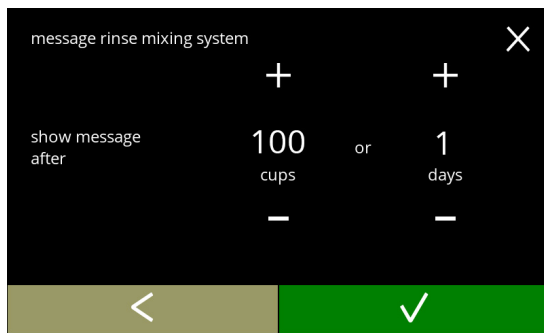 message rinse mixing system
+ +
show message
after
100 or 1
cups days
- -